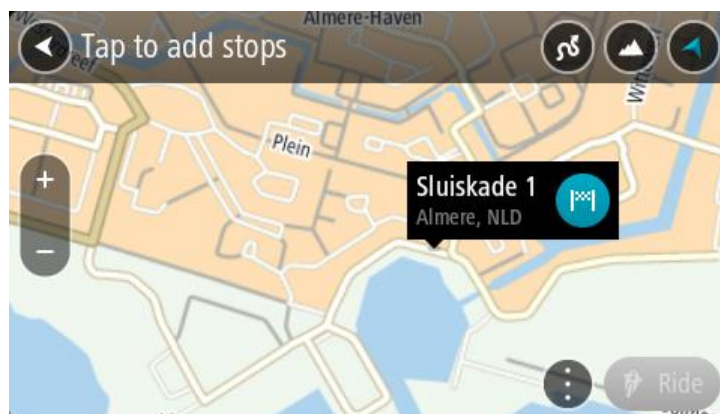 Almere-Haven
Tap to add stops
Plein
Sluiskade 1
Almere, NLD
+
−
Ride